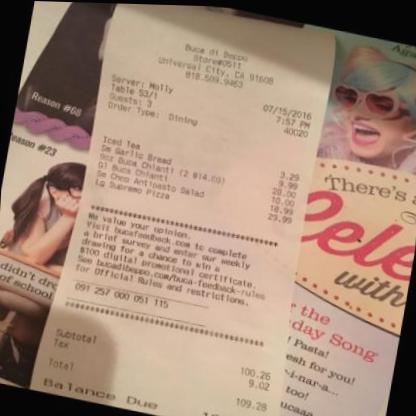 Buca di Beppo
Store#0511
Universal City, CA 91608
818.509.9463
Server: Molly
Table 53/1
Guests: 3
Order Type: Dining
07/15/2016
7:57 PM
40020
Iced Tea 3.29
Sm Garlic Bread 9.99
9oz Buca Chianti (2 @14.00) 28.00
Gl Buca Chianti 10.00
Sm Chop Antipasto Salad 18.99
Lg Supremo Pizza 29.99
We value your opinion.
Visit bucafeedback.com to complete
a brief survey and enter our weekly
drawing for a chance to win a
$100 digital promotional certificate.
See bucadibeppo.com/buca-feedback-rules
for Official Rules and restrictions.
091 257 000 051 115
Subtotal 100.26
Tax 9.02
Total 109.28
Balance Due
Reason #68
Reason #23
didn't dre
of school
There's a
Cele
with
the
day Song
Pasta!
esh for you!
i-nar-a...
too!